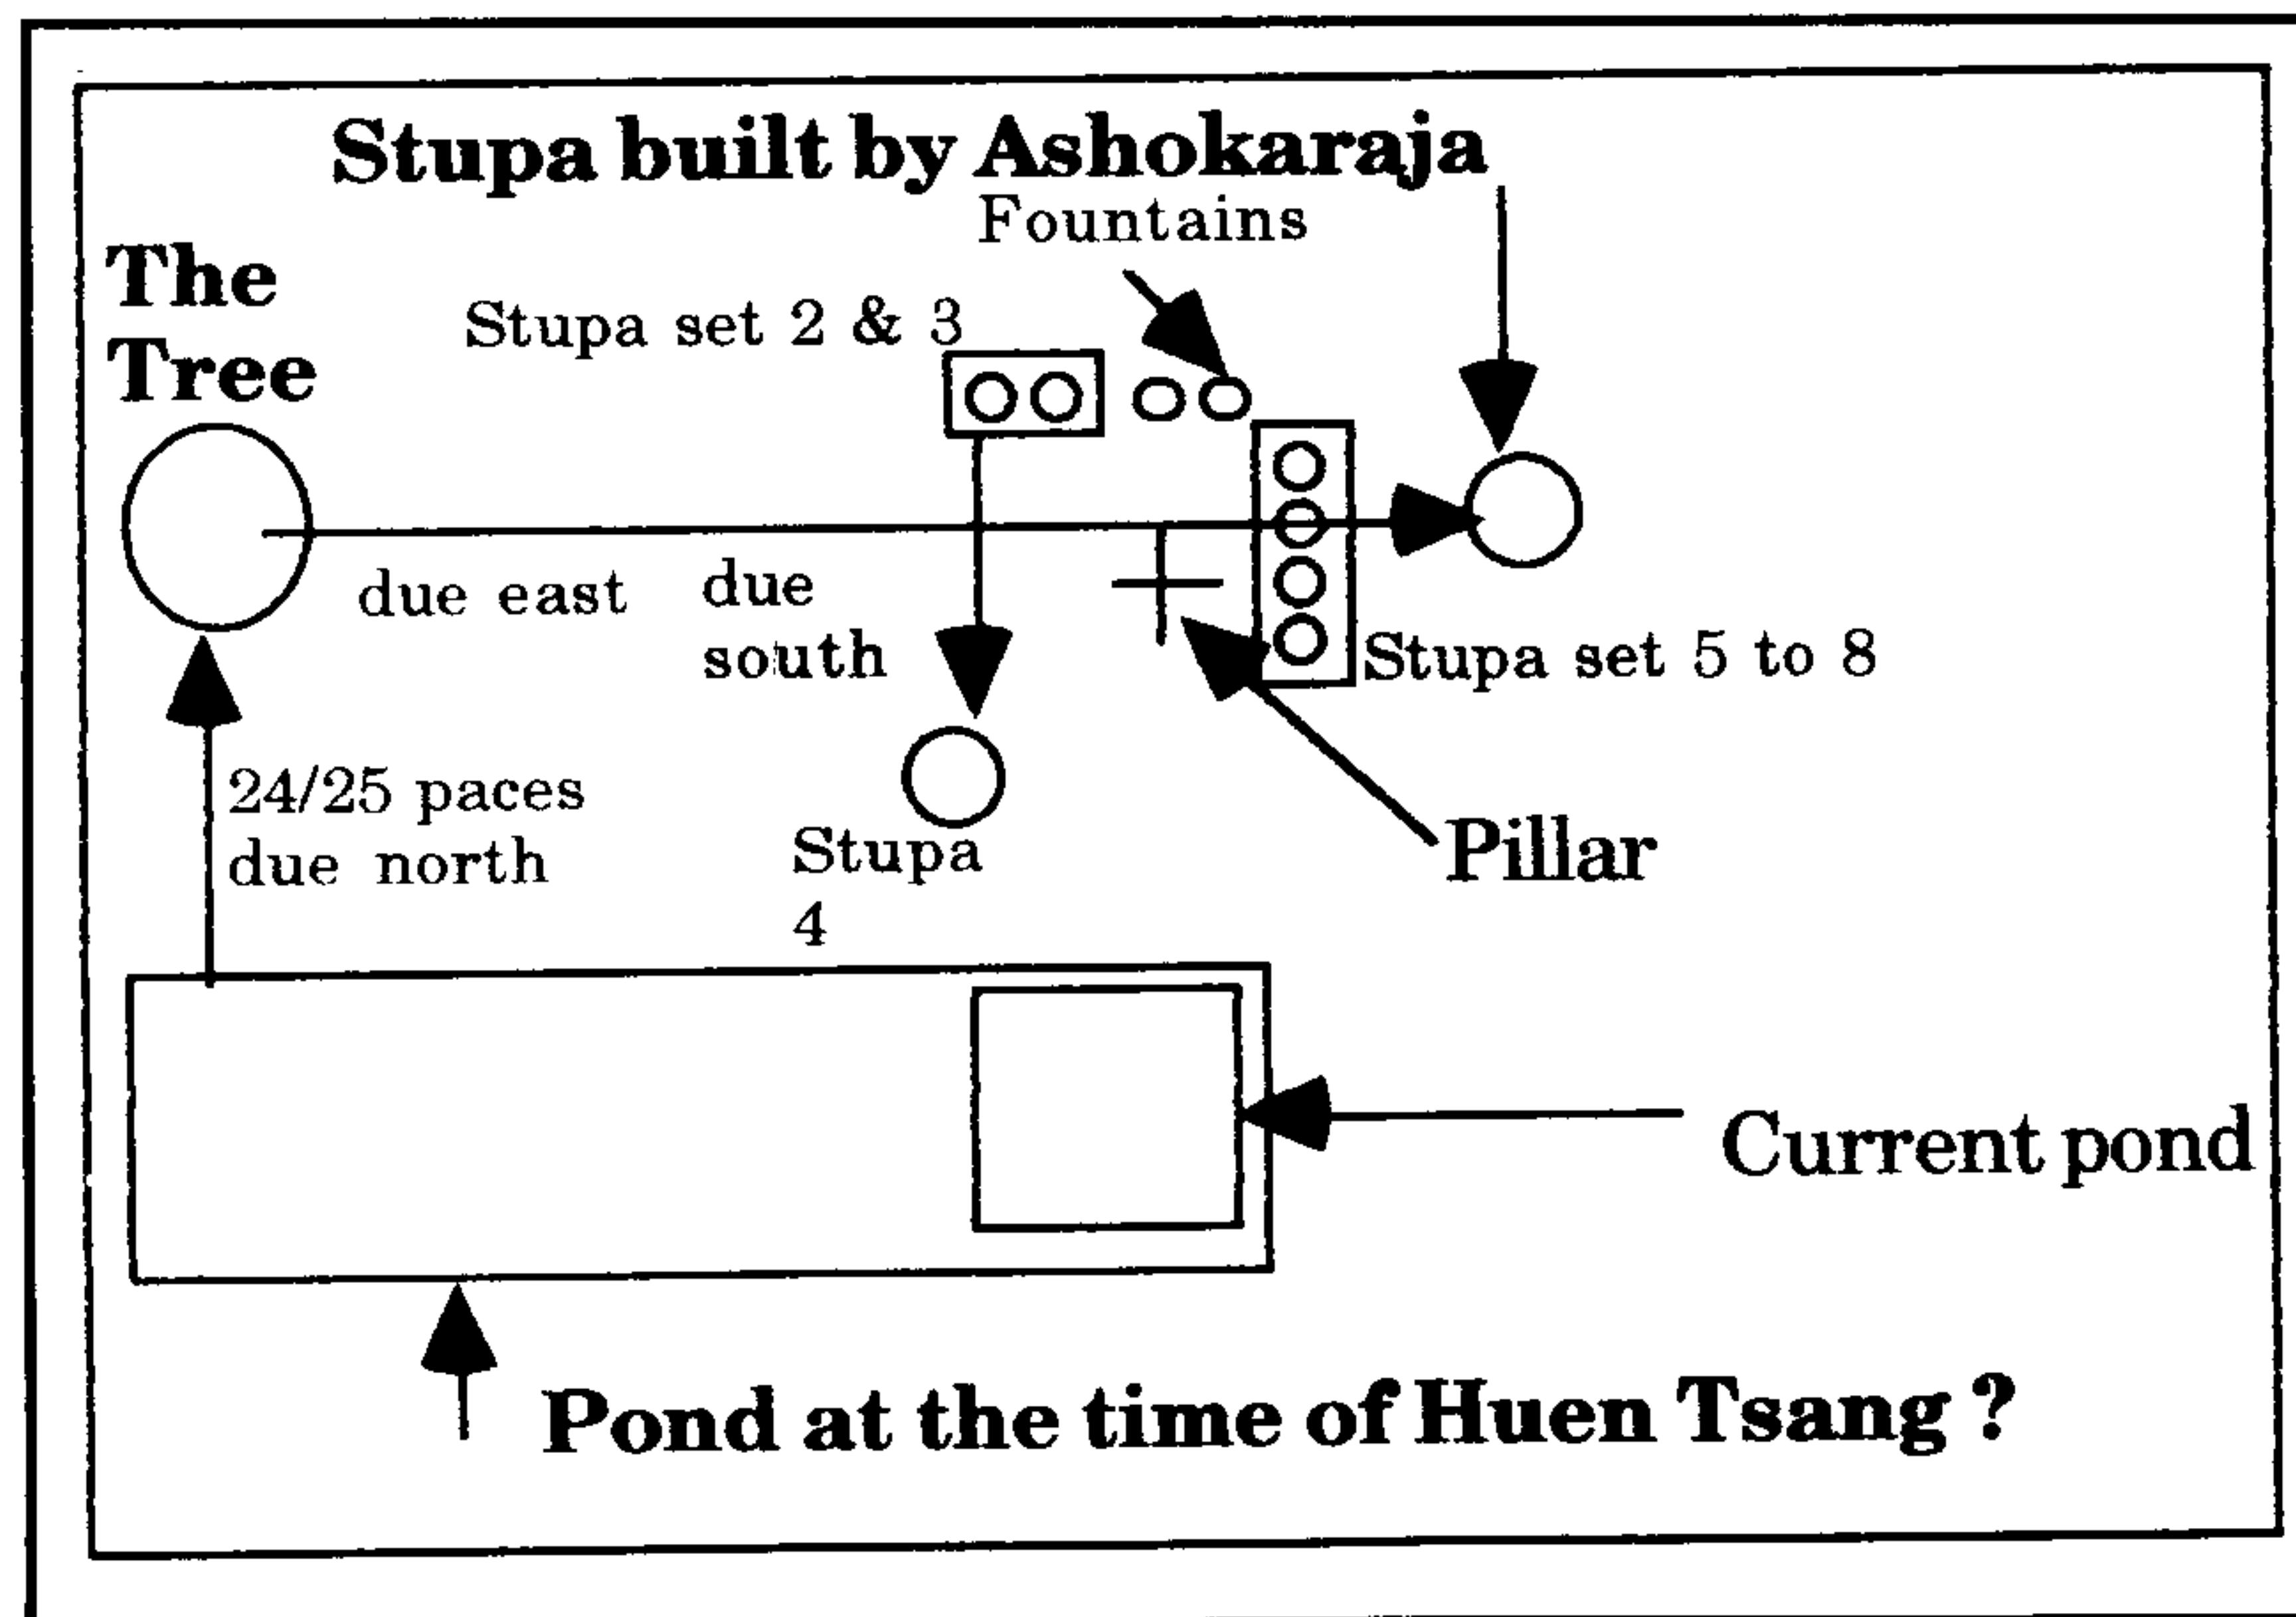 Stupa built by Ashokaraja
Fountains
The
Tree
Stupa set 2 & 3
due east
due
south
Stupa set 5 to 8
24/25 paces
due north
Stupa
4
Pillar
Current pond
Pond at the time of Huen Tsang ?